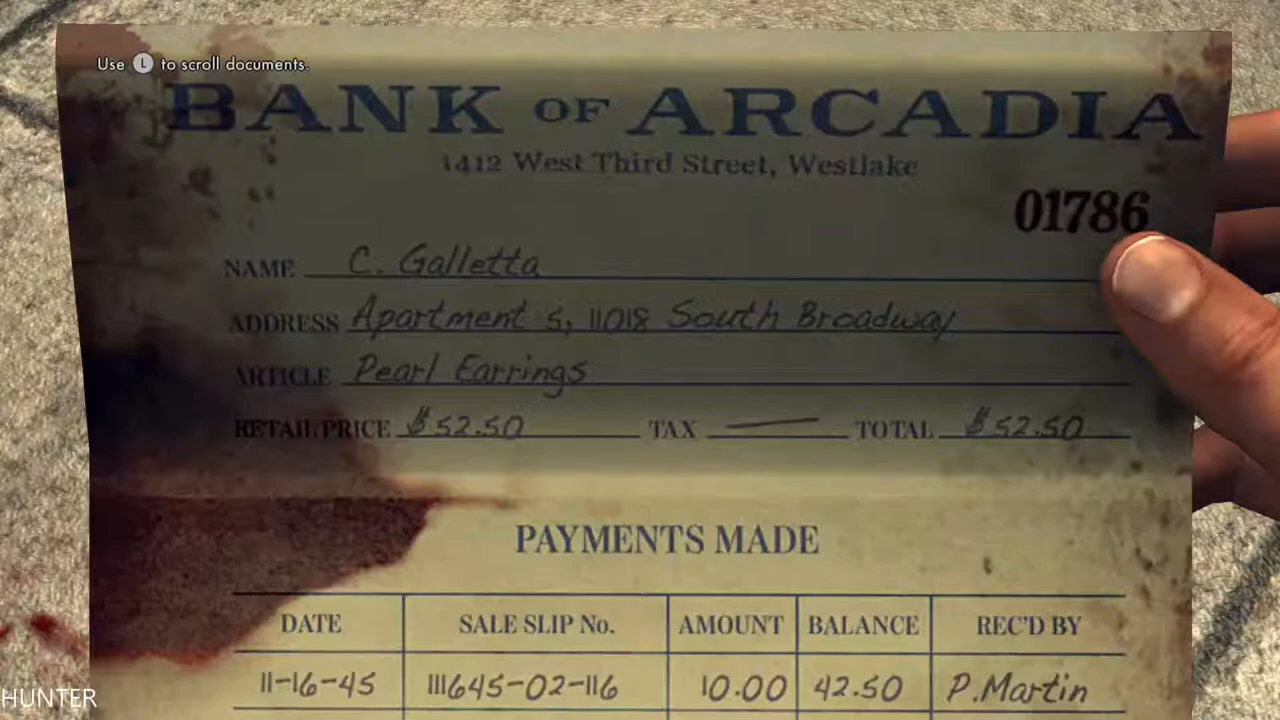 Use L to scroll documents.
BANK OF ARCADIA
1412 West Third Street, Westlake
01786
NAME C. Galletta
ADDRESS Apartment 5, 11018 South Broadway
ARTICLE Pearl Earrings
RETAIL PRICE $52.50 TAX — TOTAL $52.50
PAYMENTS MADE
DATE SALE SLIP No. AMOUNT BALANCE REC'D BY
11-16-45 111645-02-116 10.00 42.50 P.Martin
HUNTER